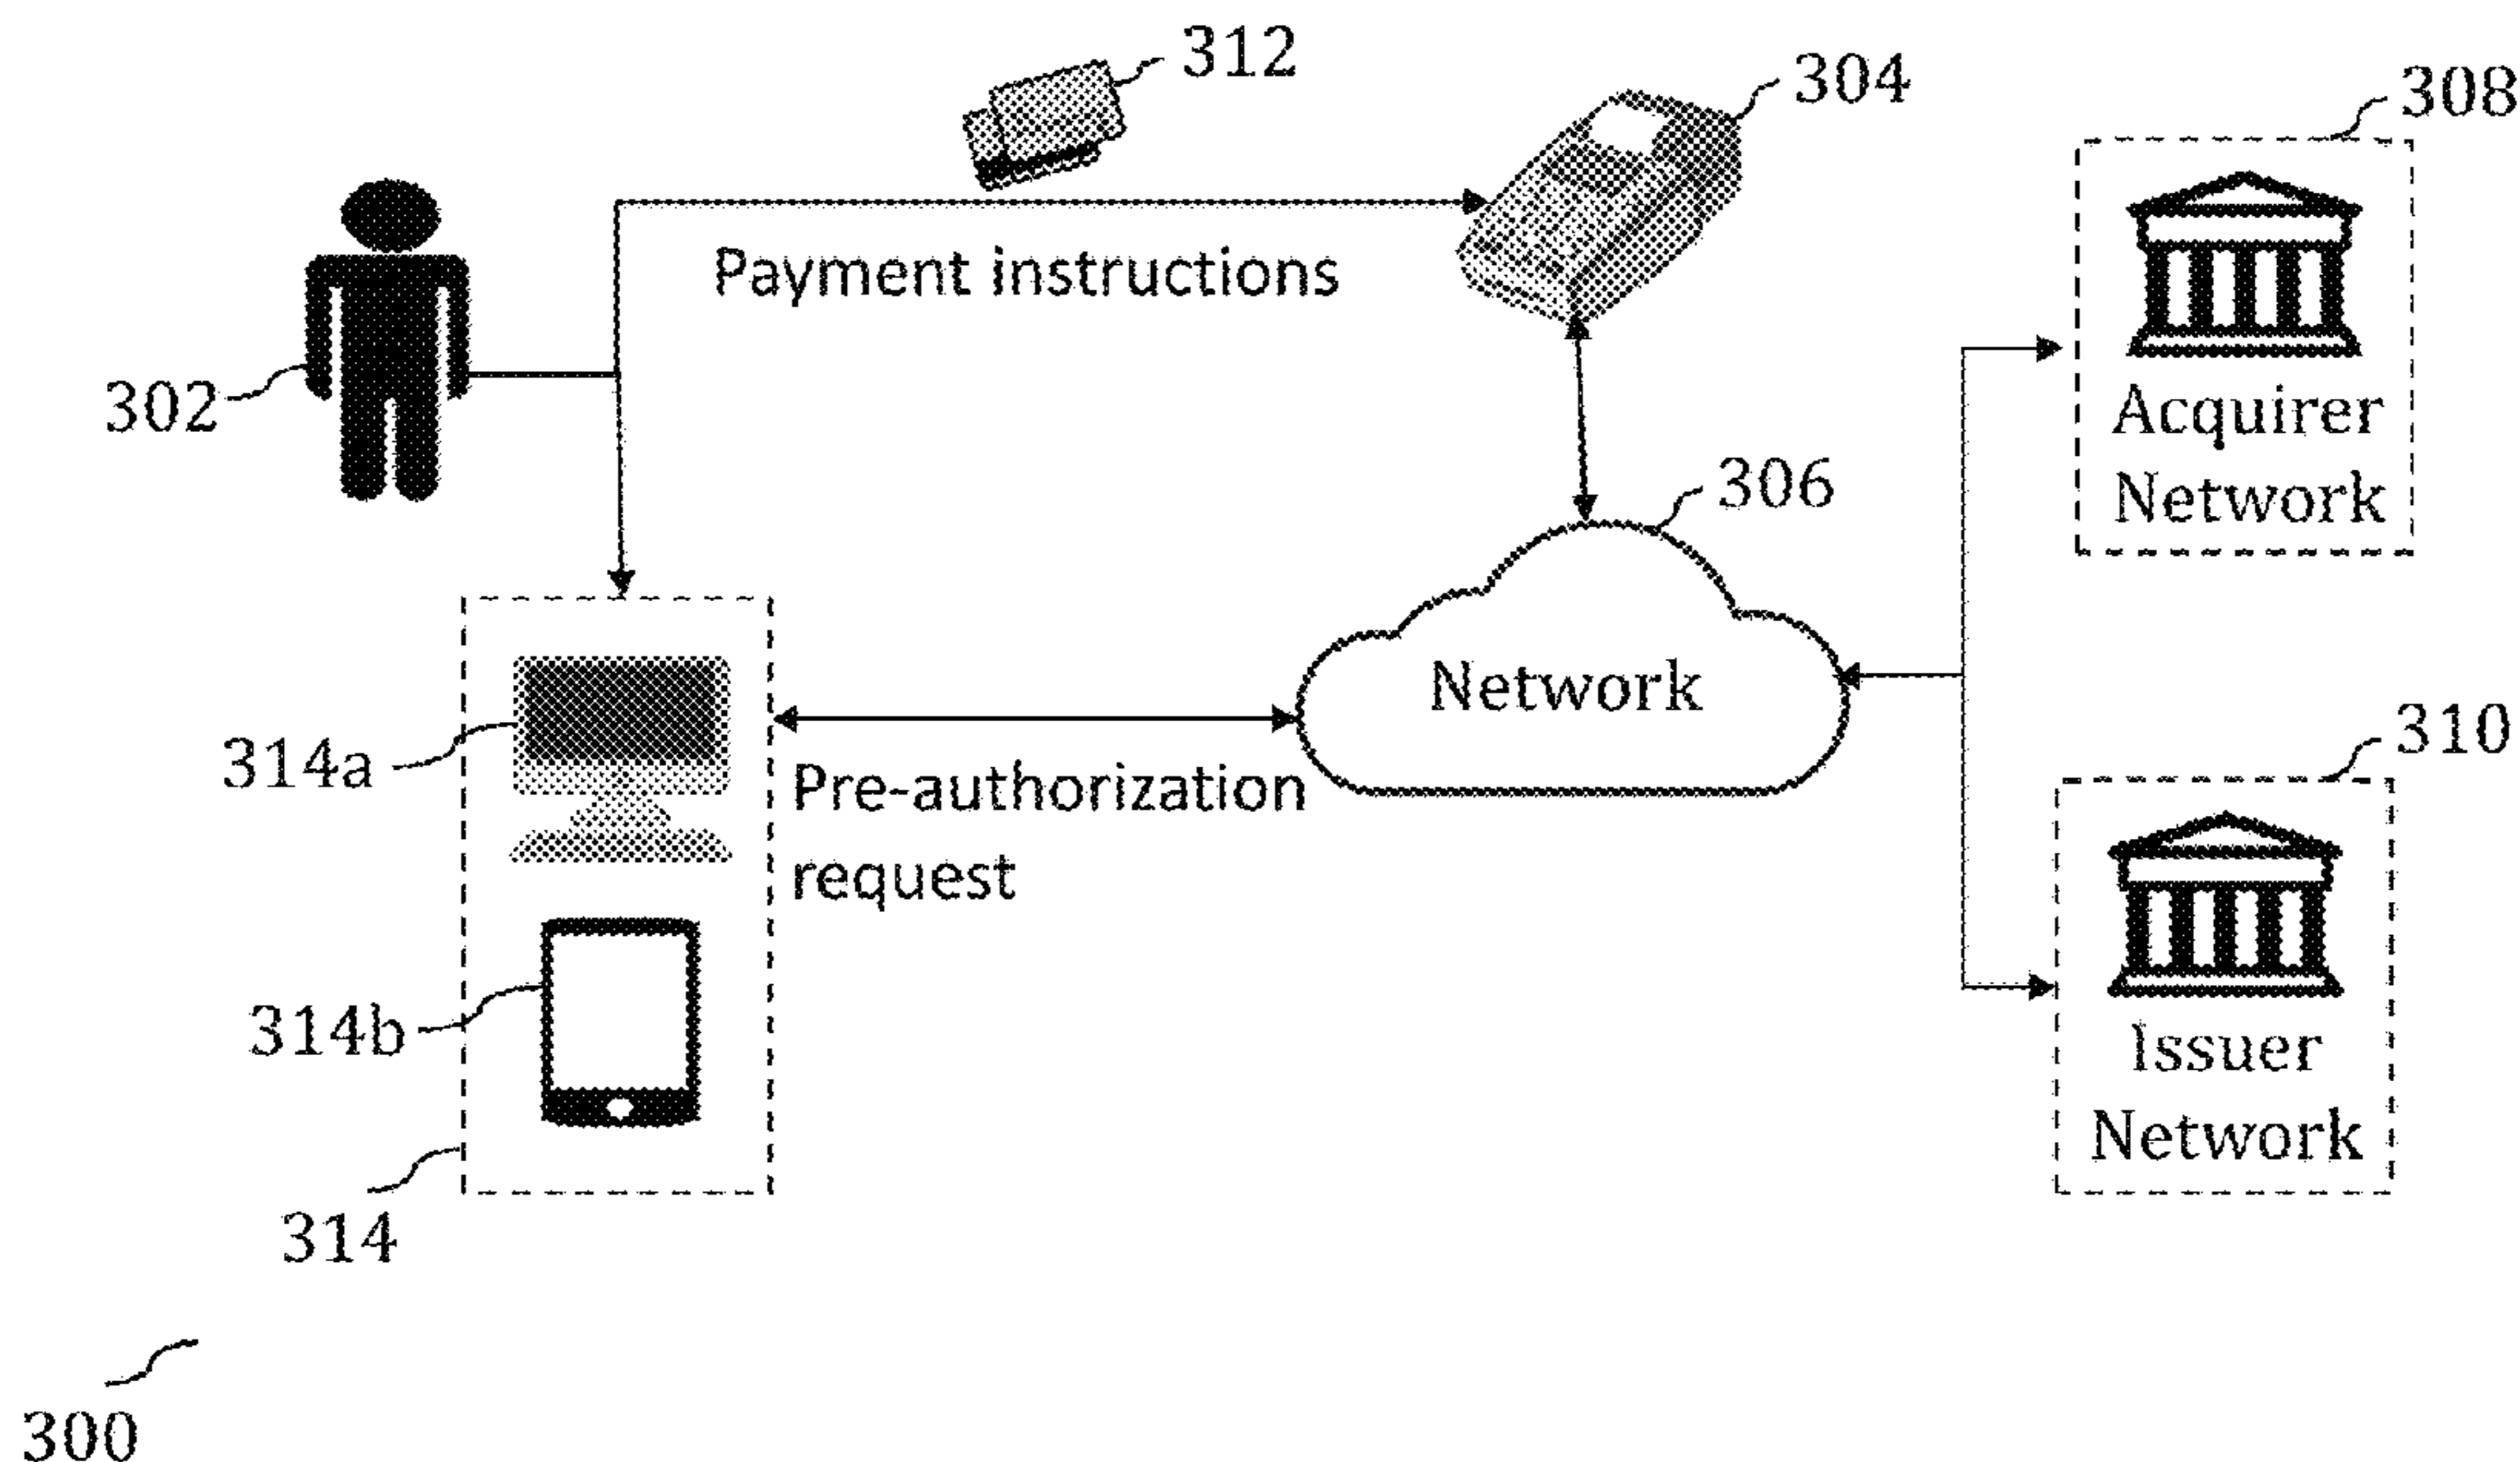 312
304
308
Payment instructions
302
Acquirer
Network
306
Network
314a
Pre-authorization
request
310
314b
Issuer
Network
314
300